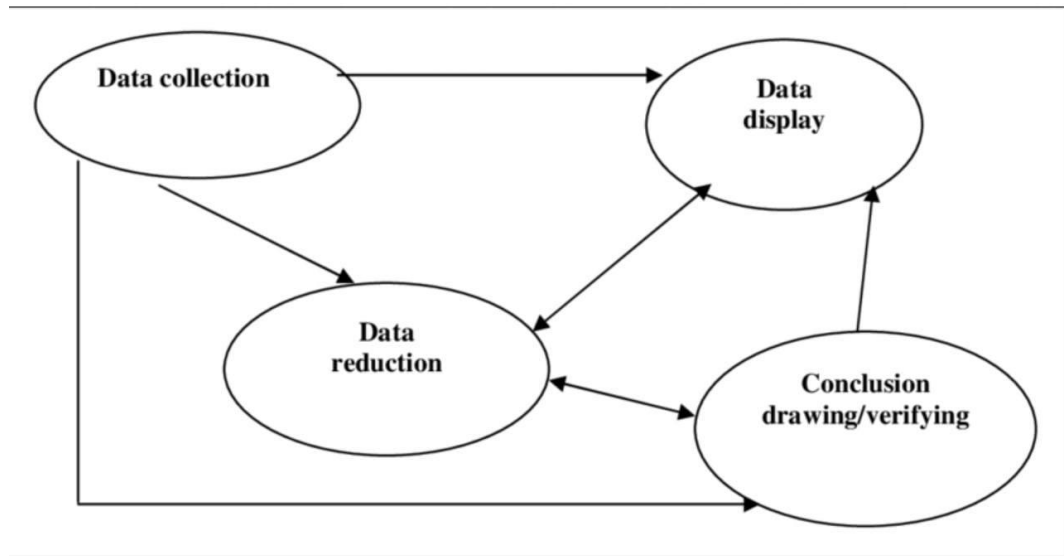 Data collection
Data
display
Data
reduction
Conclusion
drawing/verifying